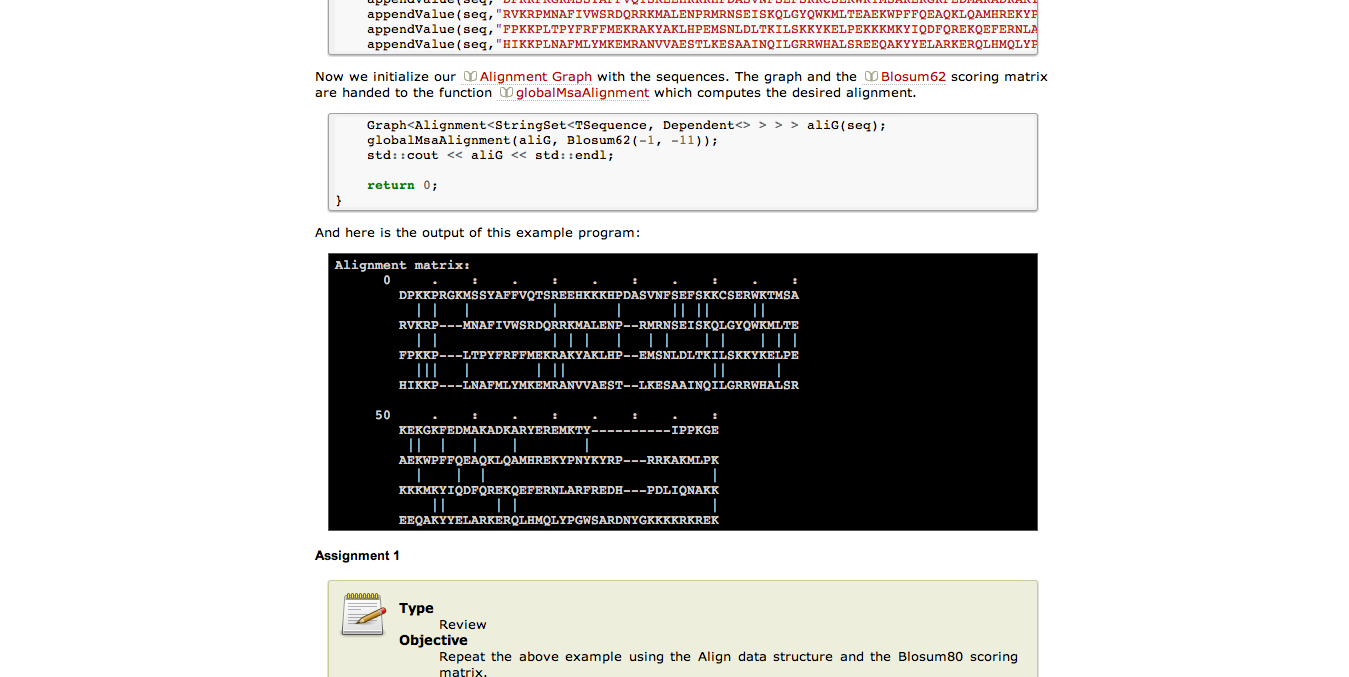 appendValue(seq,"RVKRPMNAFIVWSRDQRRKMALENPRMRNSEISKQLGYQWKMLTEAEKWPFFQEAQKLQAMHREKYP
appendValue(seq,"FPKKPLTPYFRFFMEKRAKYAKLHPEMSNLDLTKILSKKYKELPEKKKMKYIQDFQREKQEFERNLA
appendValue(seq,"HIKKPLNAFMLYMKEMRANVVAESTLKESAAINQILGRRWHALSREEQAKYYELARKERQLHMQLYP
Now we initialize our Alignment Graph with the sequences. The graph and the Blosum62 scoring matrix
are handed to the function globalMsaAlignment which computes the desired alignment.
Graph<Alignment<StringSet<TSequence, Dependent<> > > > aliG(seq);
globalMsaAlignment(aliG, Blosum62(-1, -11));
std::cout << aliG << std::endl;
return 0;
}
And here is the output of this example program:
Alignment matrix:
0 . : . : . : . : . :
DPKKPRGKMSSYAFFVQTSREEHKKKHPDASVNFSEFSKKCSERWKTMSA
| | | | | || || ||
RVKRP---MNAFIVWSRDQRRKMALENP--RMRNSEISKQLGYQWKMLTE
| | | | | | | | | | | | |
FPKKP---LTPYFRFFMEKRAKYAKLHP--EMSNLDLTKILSKKYKELPE
||| | | || || |
HIKKP---LNAFMLYMKEMRANVVAEST--LKESAAINQILGRRWHALSR
50 . : . : . : . :
KEKGKFEDMAKADKARYEREMKTY----------IPPKGE
|| | | | |
AEKWPFFQEAQKLQAMHREKYPNYKYRP---RRKAKMLPK
| | | |
KKKMKYIQDFQREKQEFERNLARFREDH---PDLIQNAKK
|| | | |
EEQAKYYELARKERQLHMQLYPGWSARDNYGKKKKRKREK
Assignment 1
Type
Review
Objective
Repeat the above example using the Align data structure and the Blosum80 scoring
matrix.